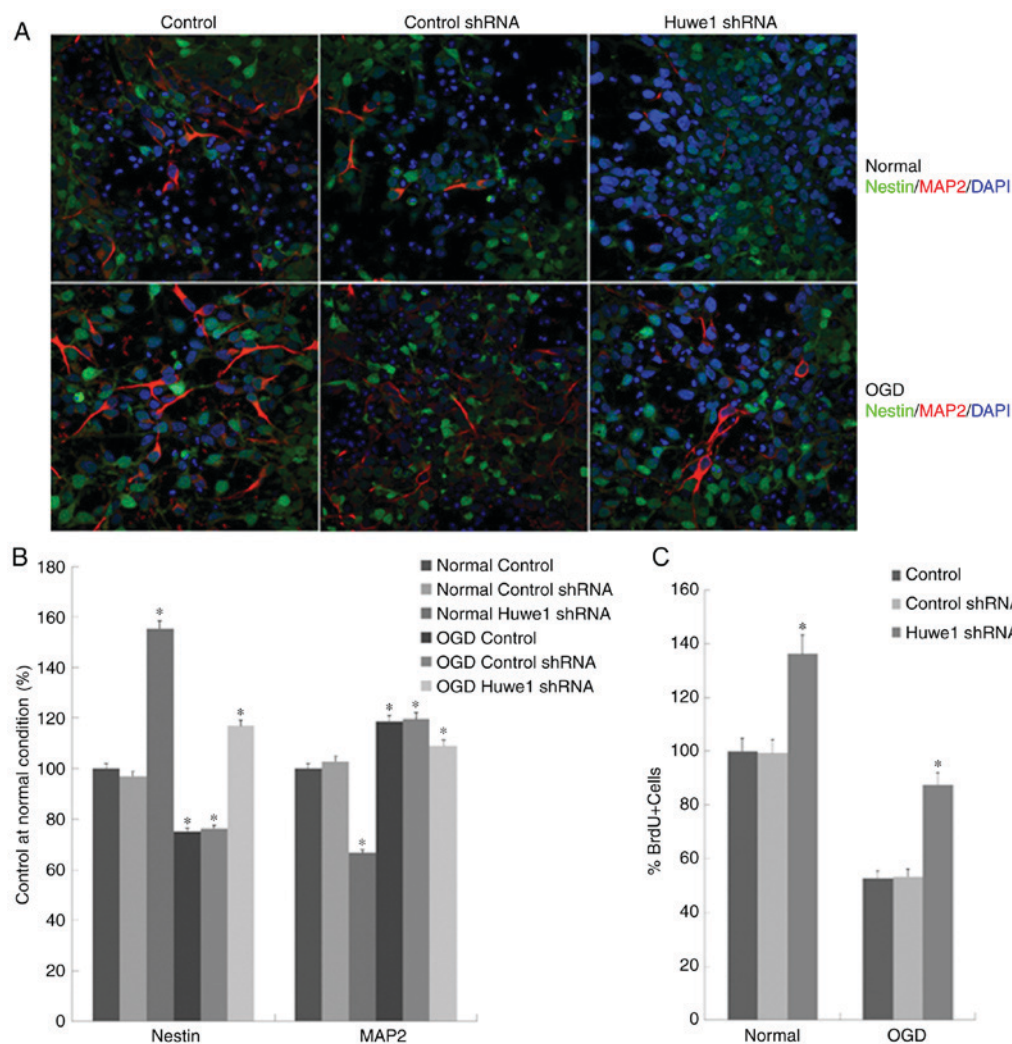 A
Control
Control shRNA
Huwe1 shRNA
Normal
Nestin/MAP2/DAPI
OGD
Nestin/MAP2/DAPI
B
Control at normal condition (%)
180
160
140
120
100
80
60
40
20
0
Normal Control
Normal Control shRNA
Normal Huwe1 shRNA
OGD Control
OGD Control shRNA
OGD Huwe1 shRNA
*
*
*
*
*
*
*
*
Nestin
MAP2
C
% BrdU+Cells
160
140
120
100
80
60
40
20
0
Control
Control shRNA
Huwe1 shRNA
*
*
Normal
OGD